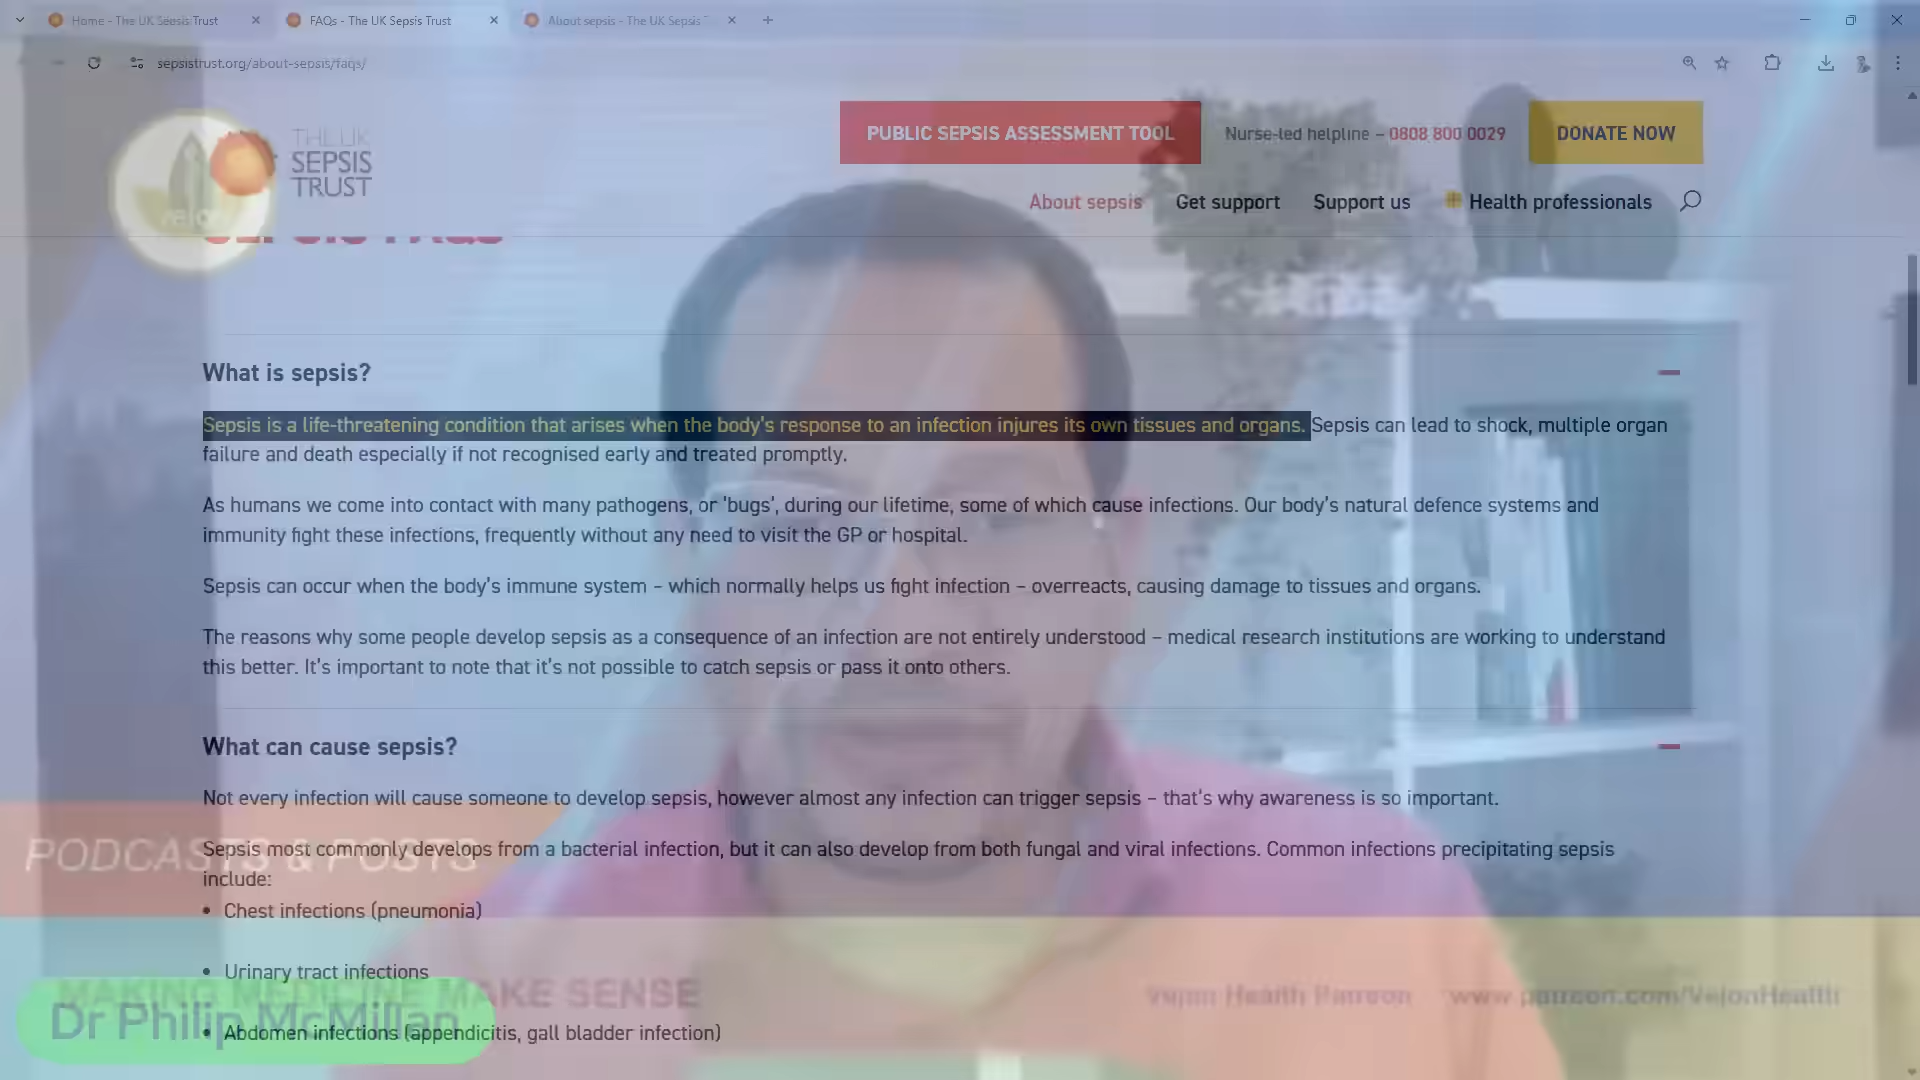 Home - The UK Sepsis Trust
FAQs - The UK Sepsis Trust
About sepsis - The UK Sepsis T
sepsistrust.org/about-sepsis/faqs/
THE UK
SEPSIS
TRUST
PUBLIC SEPSIS ASSESSMENT TOOL
Nurse-led helpline – 0808 800 0029
DONATE NOW
About sepsis
Get support
Support us
Health professionals
SEPSIS FAQs
What is sepsis?
Sepsis is a life-threatening condition that arises when the body's response to an infection injures its own tissues and organs. Sepsis can lead to shock, multiple organ
failure and death especially if not recognised early and treated promptly.
As humans we come into contact with many pathogens, or 'bugs', during our lifetime, some of which cause infections. Our body's natural defence systems and
immunity fight these infections, frequently without any need to visit the GP or hospital.
Sepsis can occur when the body's immune system – which normally helps us fight infection – overreacts, causing damage to tissues and organs.
The reasons why some people develop sepsis as a consequence of an infection are not entirely understood – medical research institutions are working to understand
this better. It's important to note that it's not possible to catch sepsis or pass it onto others.
What can cause sepsis?
Not every infection will cause someone to develop sepsis, however almost any infection can trigger sepsis – that's why awareness is so important.
Sepsis most commonly develops from a bacterial infection, but it can also develop from both fungal and viral infections. Common infections precipitating sepsis
include:
• Chest infections (pneumonia)
• Urinary tract infections
• Abdomen infections (appendicitis, gall bladder infection)
PODCASTS & POSTS
MAKING MEDICINE MAKE SENSE
Vejon Health Patreon
www.patreon.com/VejonHealth
Dr Philip McMillan